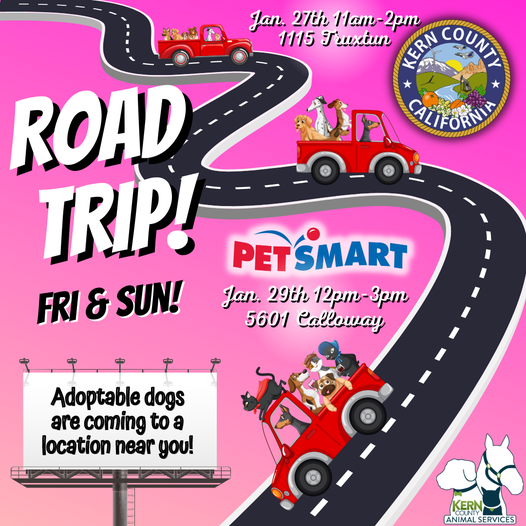 Jan. 27th 11am-2pm
1115 Truxtun
KERN COUNTY
CALIFORNIA
ROAD
TRIP!
PETSMART
FRI & SUN!
Jan. 29th 12pm-3pm
5601 Calloway
Adoptable dogs
are coming to a
location near you!
KERN
COUNTY
ANIMAL SERVICES